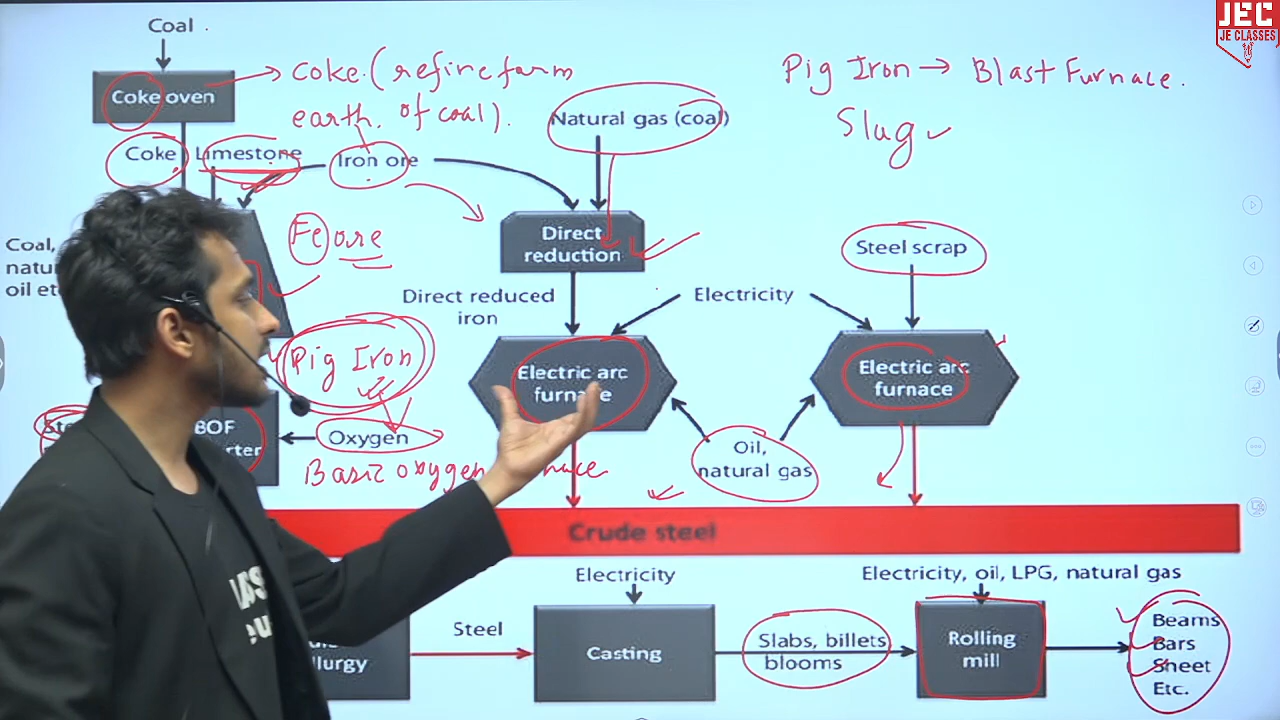 JEC
JE CLASSES
Coal
Coke oven
coke. (refine farm
earth. of coal).
Pig Iron → Blast Furnace.
Slug
Natural gas (coal)
Coke
Limestone
Iron ore
Fe ore
Direct
reduction
Steel scrap
Coal,
natu
oil et
Direct reduced
iron
Electricity
Pig Iron
Electric arc
furnace
Electric arc
furnace
Ste
BOF
rter
Oxygen
Oil,
natural gas
Basic oxygen
Crude steel
Electricity
Electricity, oil, LPG, natural gas
llurgy
Steel
Casting
Slabs, billets
blooms
Rolling
mill
Beams
Bars
Sheet
Etc.